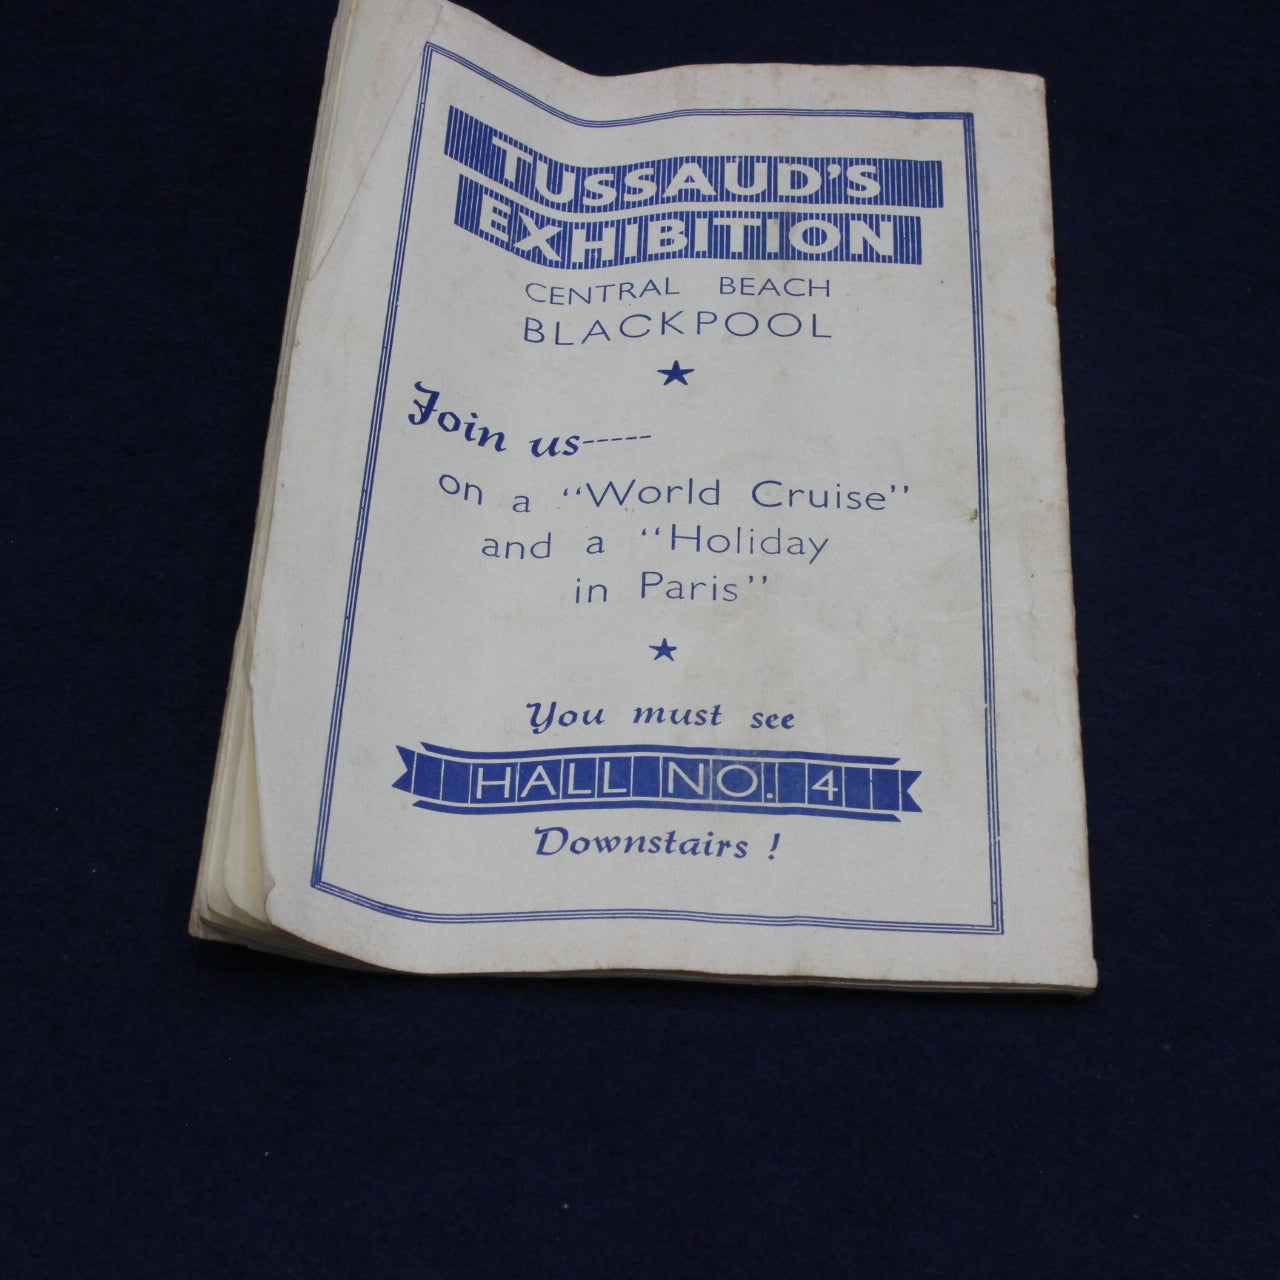 TUSSAUD'S
EXHIBITION
CENTRAL BEACH
BLACKPOOL
Join us-----
on a "World Cruise"
and a "Holiday
in Paris"
You must see
HALL NO. 4
Downstairs !